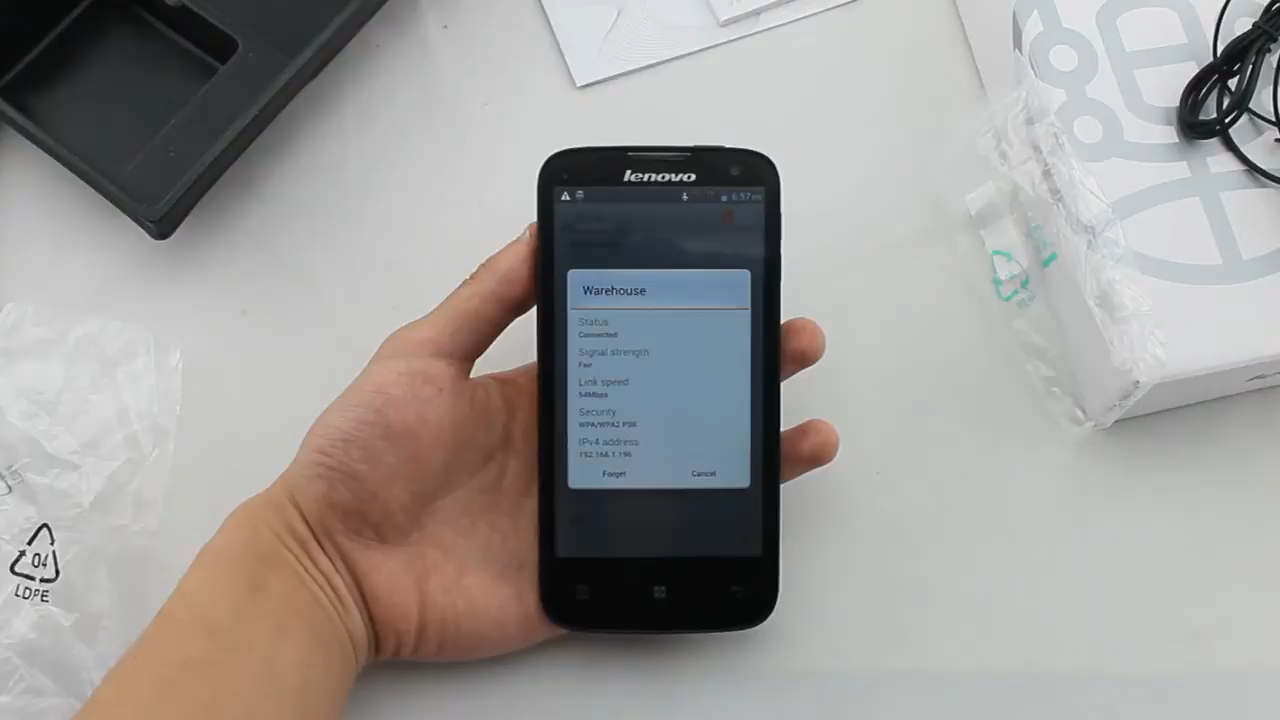 lenovo
6:57
Warehouse
Status
Connected
Signal strength
Fair
Link speed
54Mbps
Security
WPA/WPA2 PSK
IPv4 address
192.168.1.196
Forget
Cancel
04
LDPE